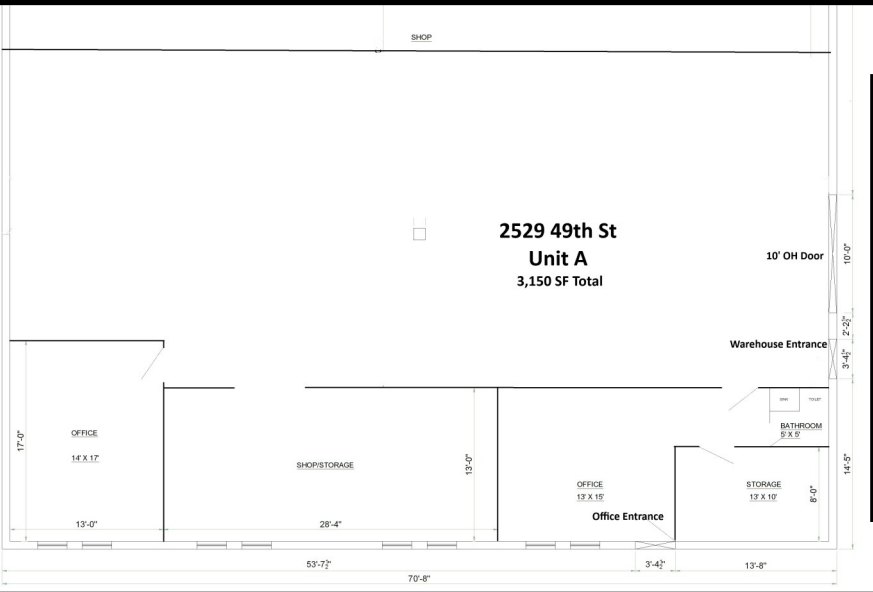 SHOP
2529 49th St
Unit A
3,150 SF Total
10' OH Door
10'-0"
2'-2½"
Warehouse Entrance
3'-4½"
SINK
TOILET
BATHROOM
5' X 5'
OFFICE
14' X 17'
17'-0"
SHOP/STORAGE
13'-0"
OFFICE
13' X 15'
STORAGE
13' X 10'
8'-0"
14'-5"
Office Entrance
13'-0"
28'-4"
53'-7½"
3'-4½"
13'-8"
70'-8"